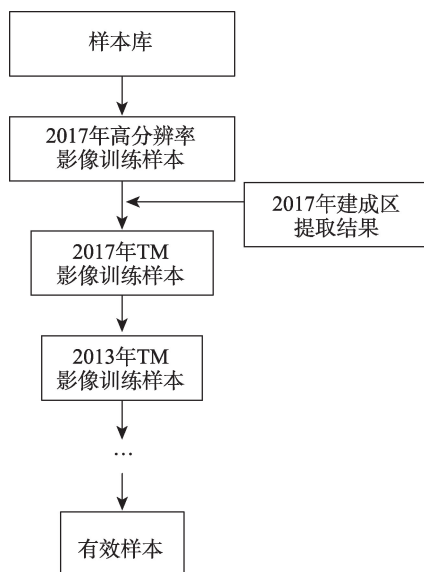 样本库
2017年高分辨率
影像训练样本
2017年建成区
提取结果
2017年TM
影像训练样本
2013年TM
影像训练样本
…
有效样本